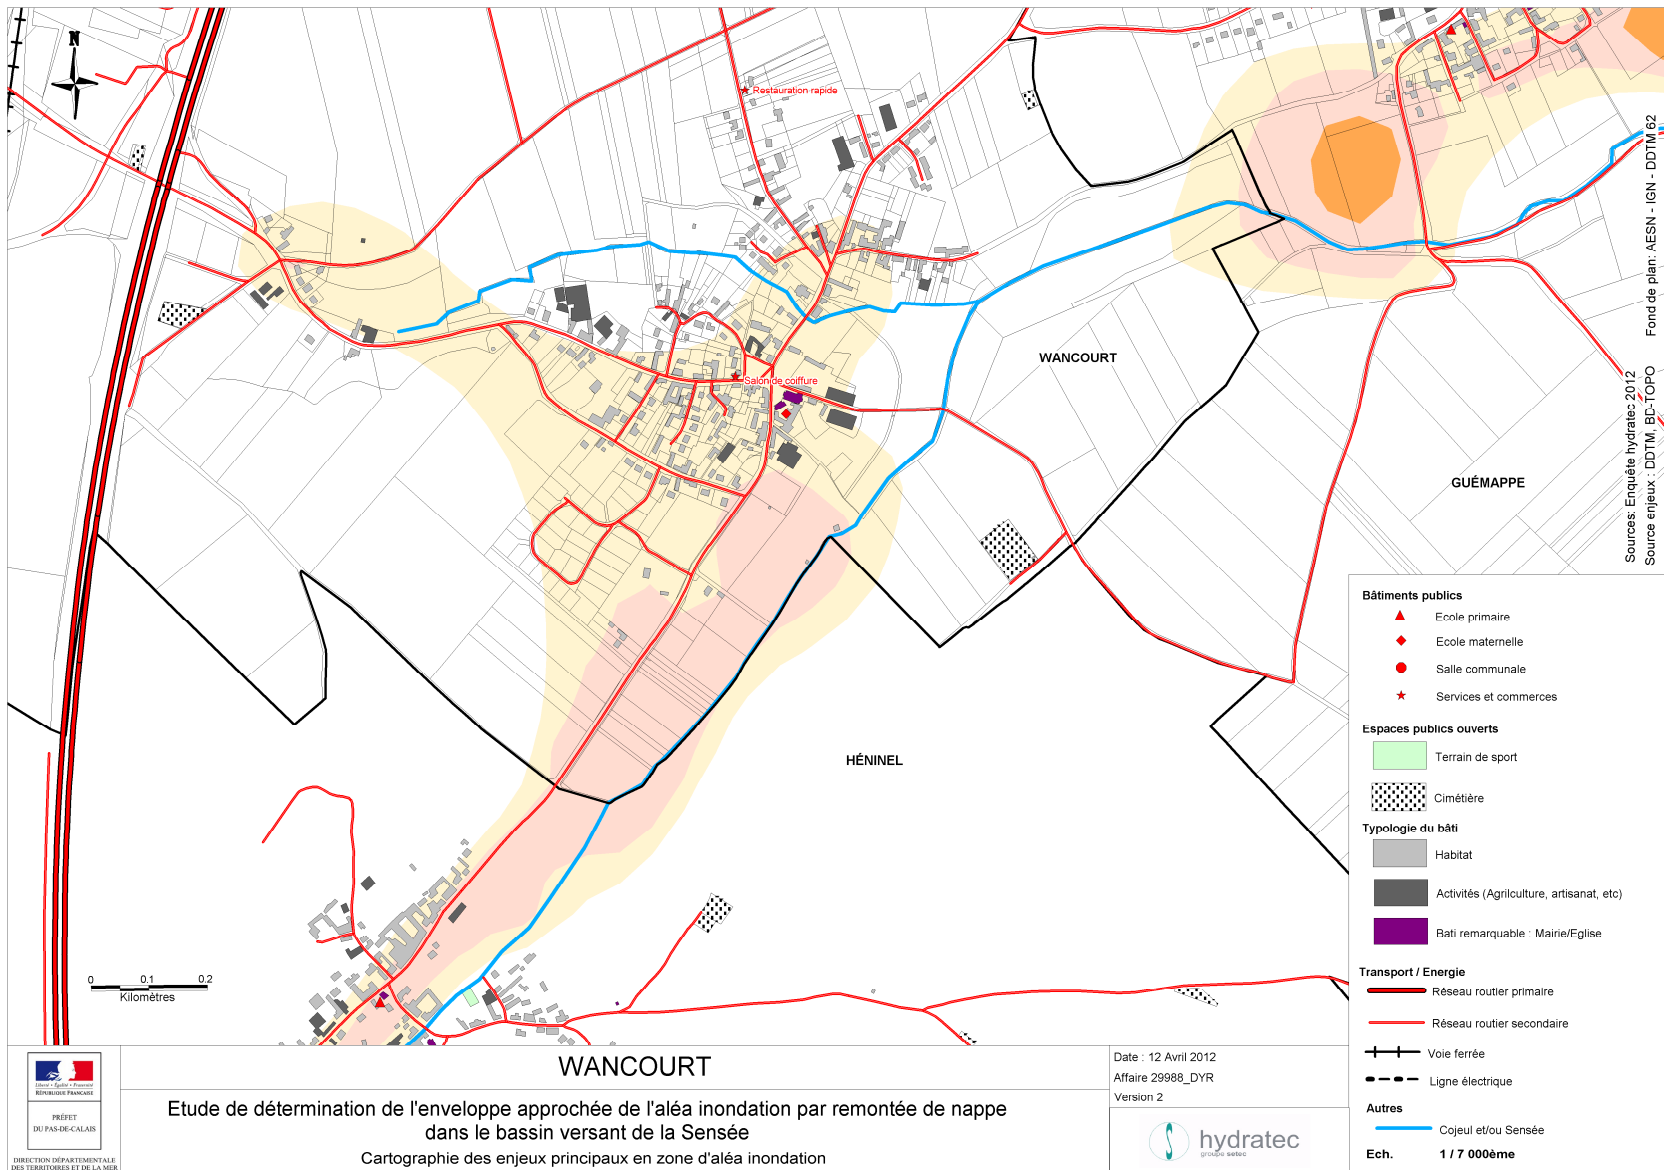 N
Restauration rapide
Salon de coiffure
WANCOURT
GUÉMAPPE
HÉNINEL
Sources: Enquête hydratec 2012
Source enjeux : DDTM, BD-TOPO
Fond de plan: AESN - IGN - DDTM 62
Bâtiments publics
Ecole primaire
Ecole maternelle
Salle communale
Services et commerces
Espaces publics ouverts
Terrain de sport
Cimétière
Typologie du bâti
Habitat
Activités (Agrilculture, artisanat, etc)
Bati remarquable : Mairie/Eglise
Transport / Energie
Réseau routier primaire
Réseau routier secondaire
Voie ferrée
Ligne électrique
Autres
Cojeul et/ou Sensée
Ech. 1 / 7 000ème
0 0.1 0.2
Kilomètres
Liberté • Égalité • Fraternité
RÉPUBLIQUE FRANÇAISE
PRÉFET
DU PAS-DE-CALAIS
DIRECTION DÉPARTEMENTALE
DES TERRITOIRES ET DE LA MER
WANCOURT
Etude de détermination de l'enveloppe approchée de l'aléa inondation par remontée de nappe
dans le bassin versant de la Sensée
Cartographie des enjeux principaux en zone d'aléa inondation
Date : 12 Avril 2012
Affaire 29988_DYR
Version 2
hydratec
groupe setec